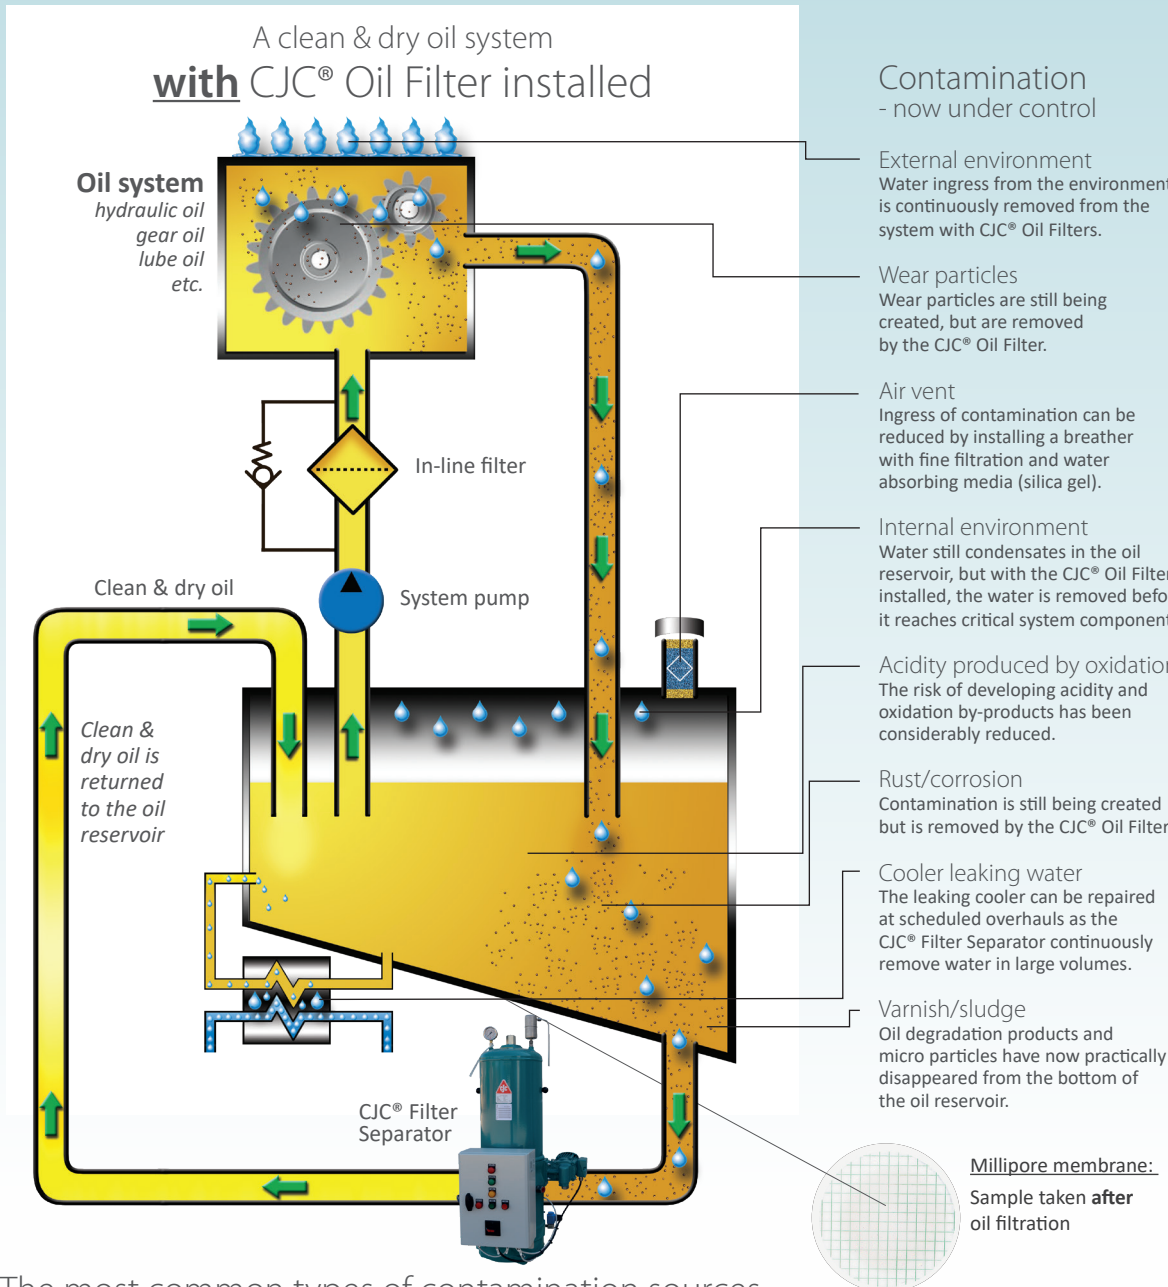 A clean & dry oil system
with CJC® Oil Filter installed
Oil system
hydraulic oil
gear oil
lube oil
etc.
In-line filter
Clean & dry oil
System pump
Clean &
dry oil is
returned
to the oil
reservoir
CJC® Filter
Separator
Contamination
- now under control
External environment
Water ingress from the environment
is continuously removed from the
system with CJC® Oil Filters.
Wear particles
Wear particles are still being
created, but are removed
by the CJC® Oil Filter.
Air vent
Ingress of contamination can be
reduced by installing a breather
with fine filtration and water
absorbing media (silica gel).
Internal environment
Water still condensates in the oil
reservoir, but with the CJC® Oil Filter
installed, the water is removed befo
it reaches critical system component
Acidity produced by oxidation
The risk of developing acidity and
oxidation by-products has been
considerably reduced.
Rust/corrosion
Contamination is still being created
but is removed by the CJC® Oil Filter
Cooler leaking water
The leaking cooler can be repaired
at scheduled overhauls as the
CJC® Filter Separator continuously
remove water in large volumes.
Varnish/sludge
Oil degradation products and
micro particles have now practically
disappeared from the bottom of
the oil reservoir.
Millipore membrane:
Sample taken after
oil filtration
The most common types of contamination sources